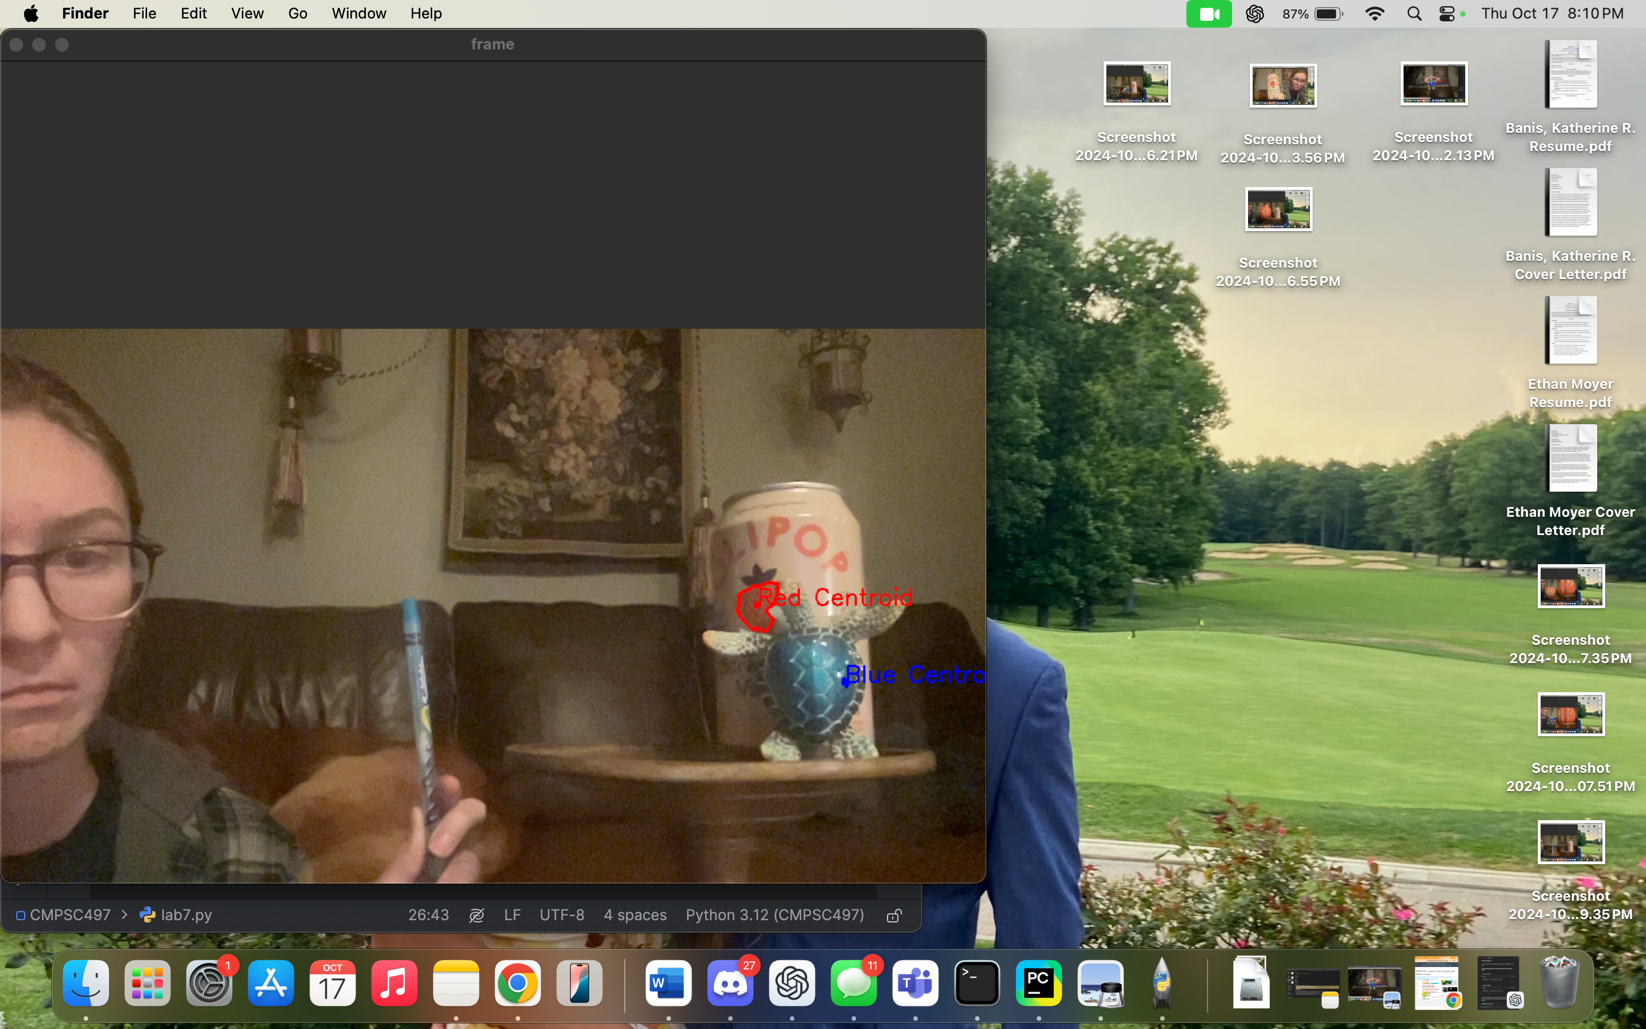 Finder File Edit View Go Window Help
87% Thu Oct 17 8:10 PM
frame
Screenshot
2024-10...6.21 PM
Screenshot
2024-10...3.56 PM
Screenshot
2024-10...2.13 PM
Banis, Katherine R.
Resume.pdf
Screenshot
2024-10...6.55 PM
Banis, Katherine R.
Cover Letter.pdf
Ethan Moyer
Resume.pdf
Ethan Moyer Cover
Letter.pdf
Screenshot
2024-10...7.35 PM
Screenshot
2024-10...07.51 PM
Screenshot
2024-10...9.35 PM
LIPOP
Red Centroid
Blue Centro
CMPSC497 > lab7.py 26:43 LF UTF-8 4 spaces Python 3.12 (CMPSC497)
1
OCT
17
W
27
11
T
>_
PC